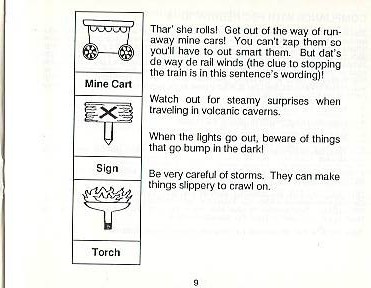 Thar' she rolls! Get out of the way of run-
away mine cars! You can't zap them so
you'll have to out smart them. But dat's
de way de rail winds (the clue to stopping
the train is in this sentence's wording)!
Mine Cart
Watch out for steamy surprises when
traveling in volcanic caverns.
When the lights go out, beware of things
that go bump in the dark!
Sign
Be very careful of storms. They can make
things slippery to crawl on.
Torch
9